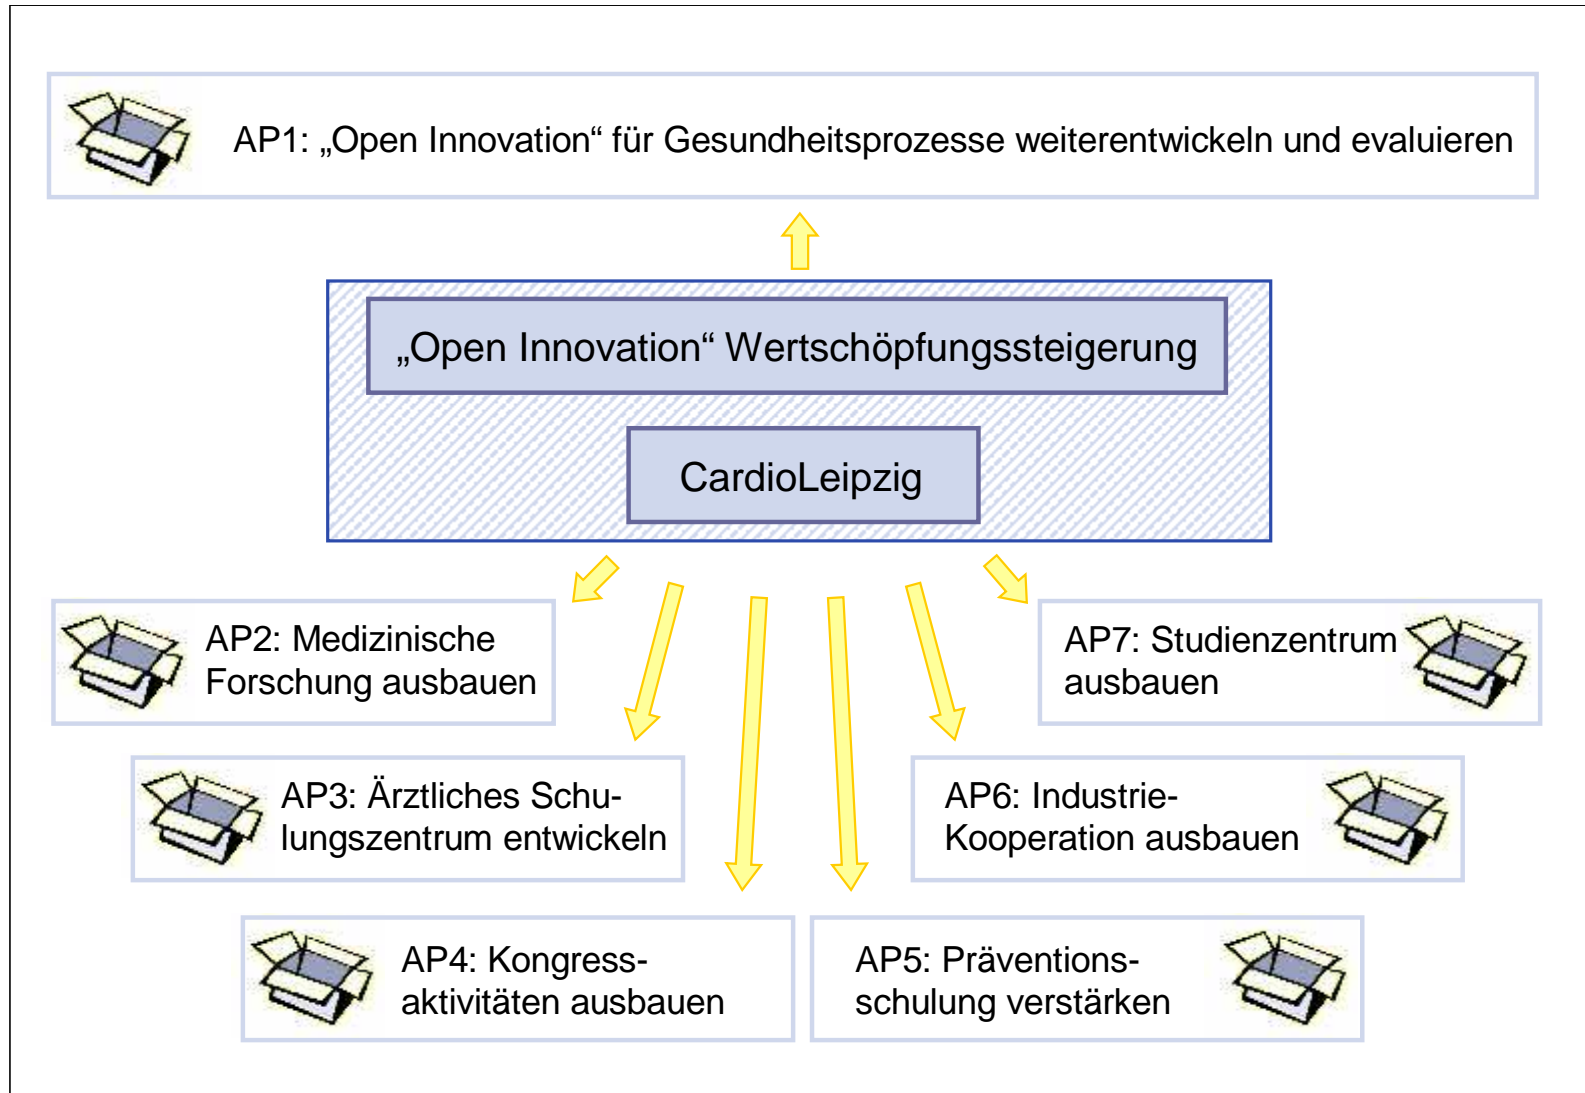 AP1: „Open Innovation“ für Gesundheitsprozesse weiterentwickeln und evaluieren
„Open Innovation“ Wertschöpfungssteigerung
CardioLeipzig
AP2: Medizinische
Forschung ausbauen
AP7: Studienzentrum
ausbauen
AP3: Ärztliches Schu-
lungszentrum entwickeln
AP6: Industrie-
Kooperation ausbauen
AP4: Kongress-
aktivitäten ausbauen
AP5: Präventions-
schulung verstärken